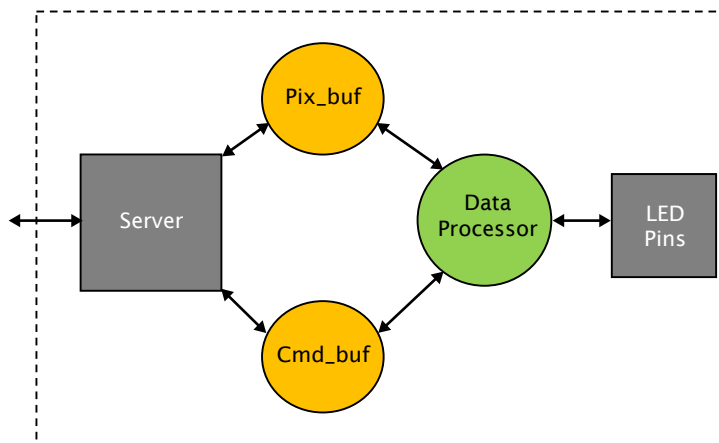 Pix_buf
Server
Data
Processor
LED
Pins
Cmd_buf